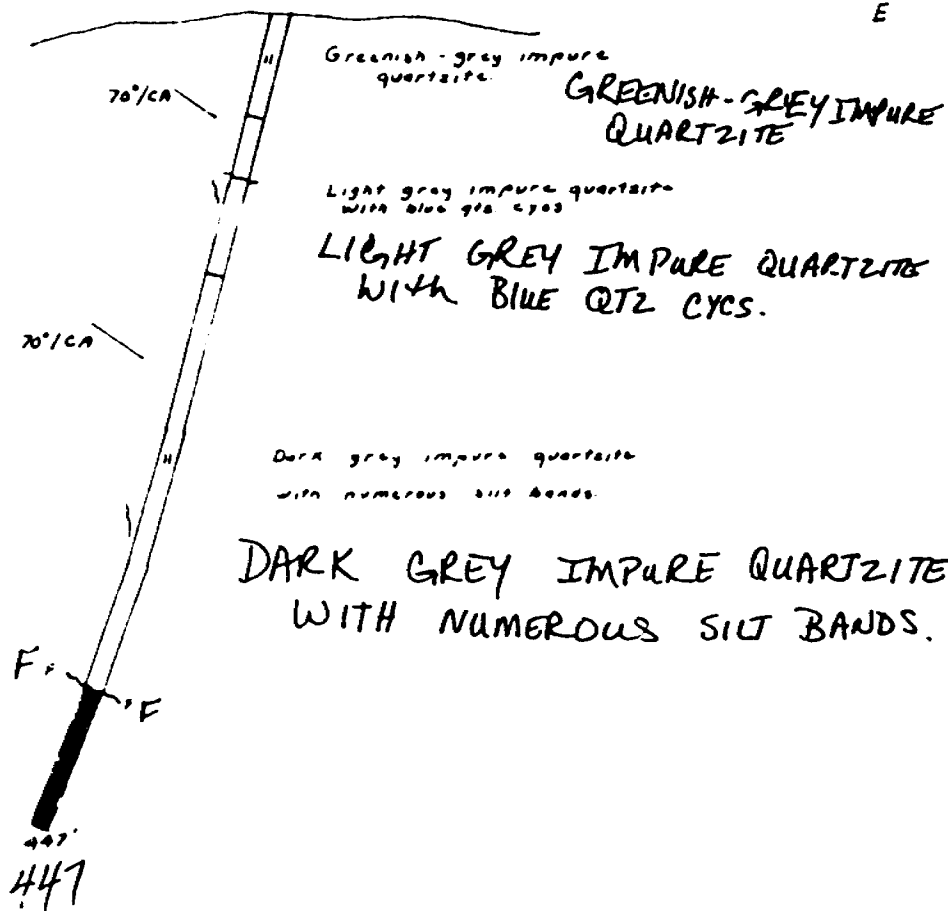 E
Greenish-grey impure
quartzite.
GREENISH-GREY IMPURE
QUARTZITE
70°/CA
Light grey impure quartzite
with blue qtz eyes
LIGHT GREY IMPURE QUARTZITE
WITH BLUE QTZ CYCS.
70°/CA
Dark grey impure quartzite
with numerous silt bands.
DARK GREY IMPURE QUARTZITE
WITH NUMEROUS SILT BANDS.
F F
F
447'
447